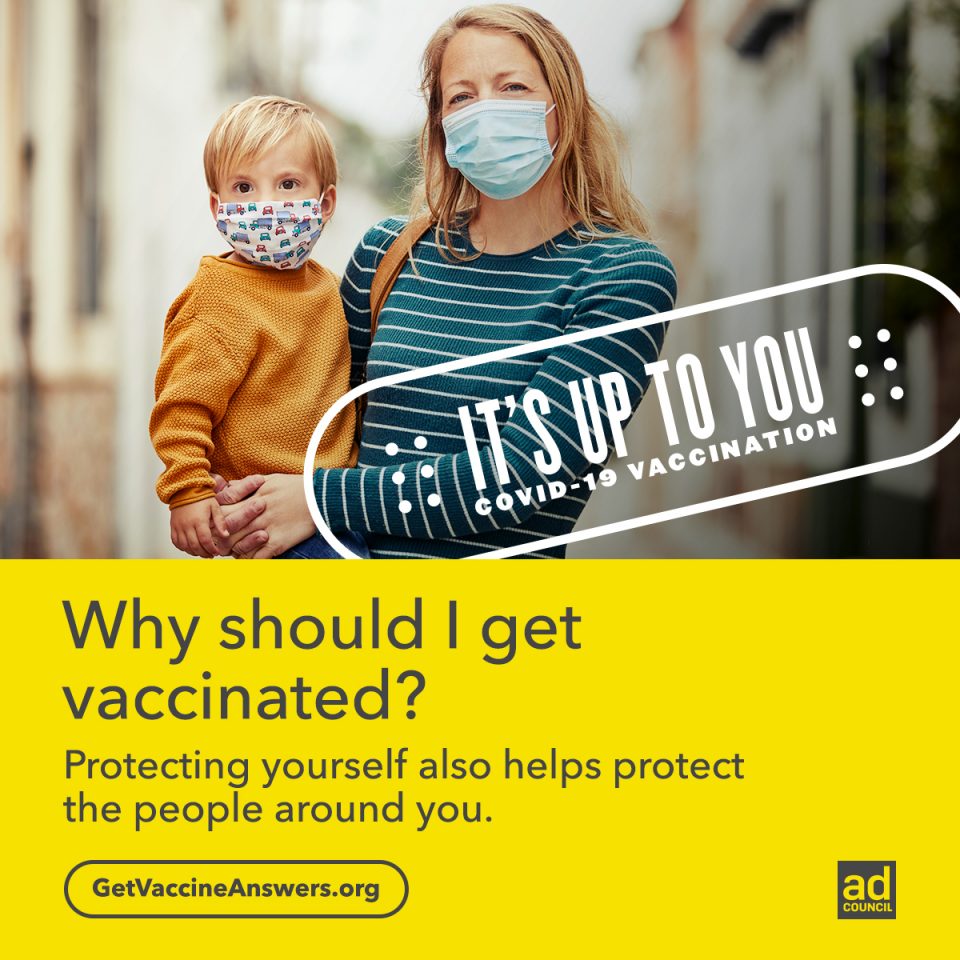 IT'S UP TO YOU
COVID-19 VACCINATION
Why should I get
vaccinated?
Protecting yourself also helps protect
the people around you.
GetVaccineAnswers.org
ad
COUNCIL